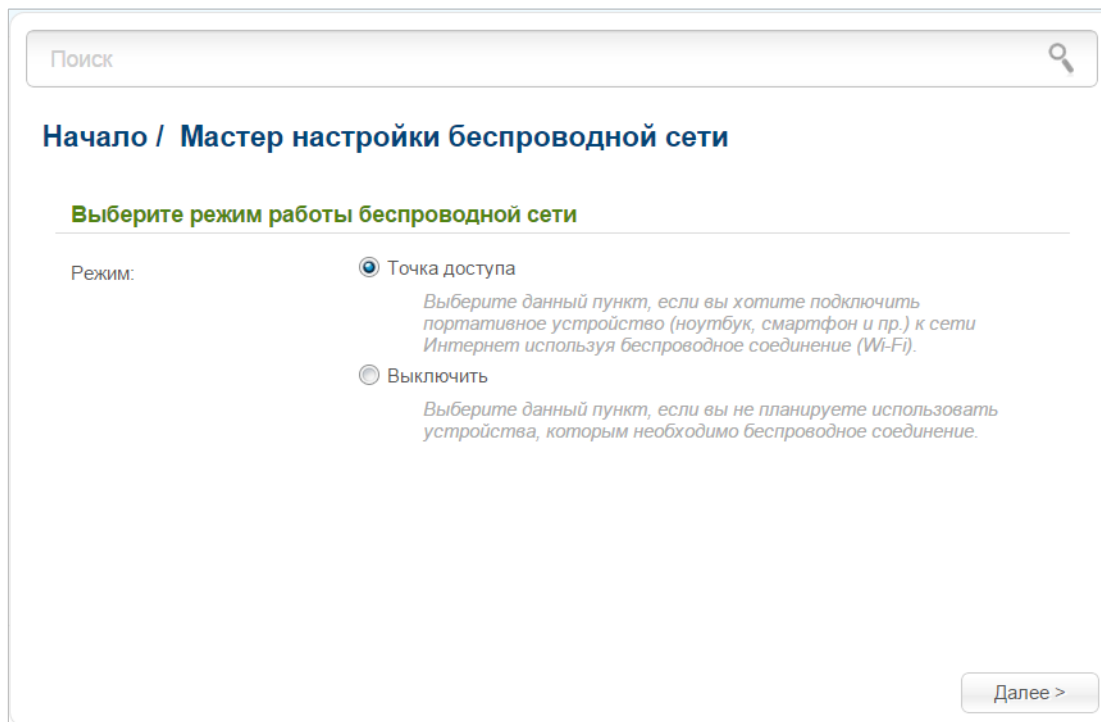 Поиск
Начало / Мастер настройки беспроводной сети
Выберите режим работы беспроводной сети
Режим:
Точка доступа
Выберите данный пункт, если вы хотите подключить
портативное устройство (ноутбук, смартфон и пр.) к сети
Интернет используя беспроводное соединение (Wi-Fi).
Выключить
Выберите данный пункт, если вы не планируете использовать
устройства, которым необходимо беспроводное соединение.
Далее >